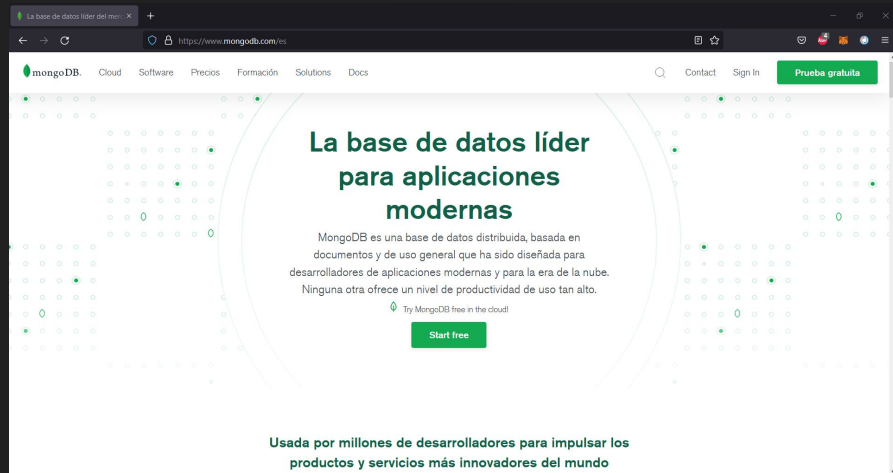 La base de datos líder del merc
https://www.mongodb.com/es
4
mongoDB.
Cloud Software Precios Formación Solutions Docs
Contact Sign In Prueba gratuita
La base de datos líder
para aplicaciones
modernas
MongoDB es una base de datos distribuida, basada en
documentos y de uso general que ha sido diseñada para
desarrolladores de aplicaciones modernas y para la era de la nube.
Ninguna otra ofrece un nivel de productividad de uso tan alto.
Try MongoDB free in the cloud!
Start free
Usada por millones de desarrolladores para impulsar los
productos y servicios más innovadores del mundo